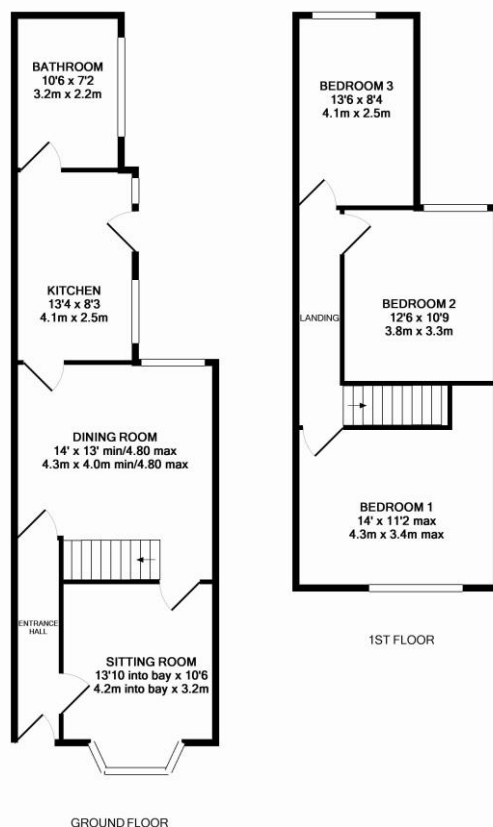 BATHROOM
10'6 x 7'2
3.2m x 2.2m
KITCHEN
13'4 x 8'3
4.1m x 2.5m
DINING ROOM
14' x 13' min/4.80 max
4.3m x 4.0m min/4.80 max
ENTRANCE
HALL
SITTING ROOM
13'10 into bay x 10'6
4.2m into bay x 3.2m
GROUND FLOOR
BEDROOM 3
13'6 x 8'4
4.1m x 2.5m
LANDING
BEDROOM 2
12'6 x 10'9
3.8m x 3.3m
BEDROOM 1
14' x 11'2 max
4.3m x 3.4m max
1ST FLOOR